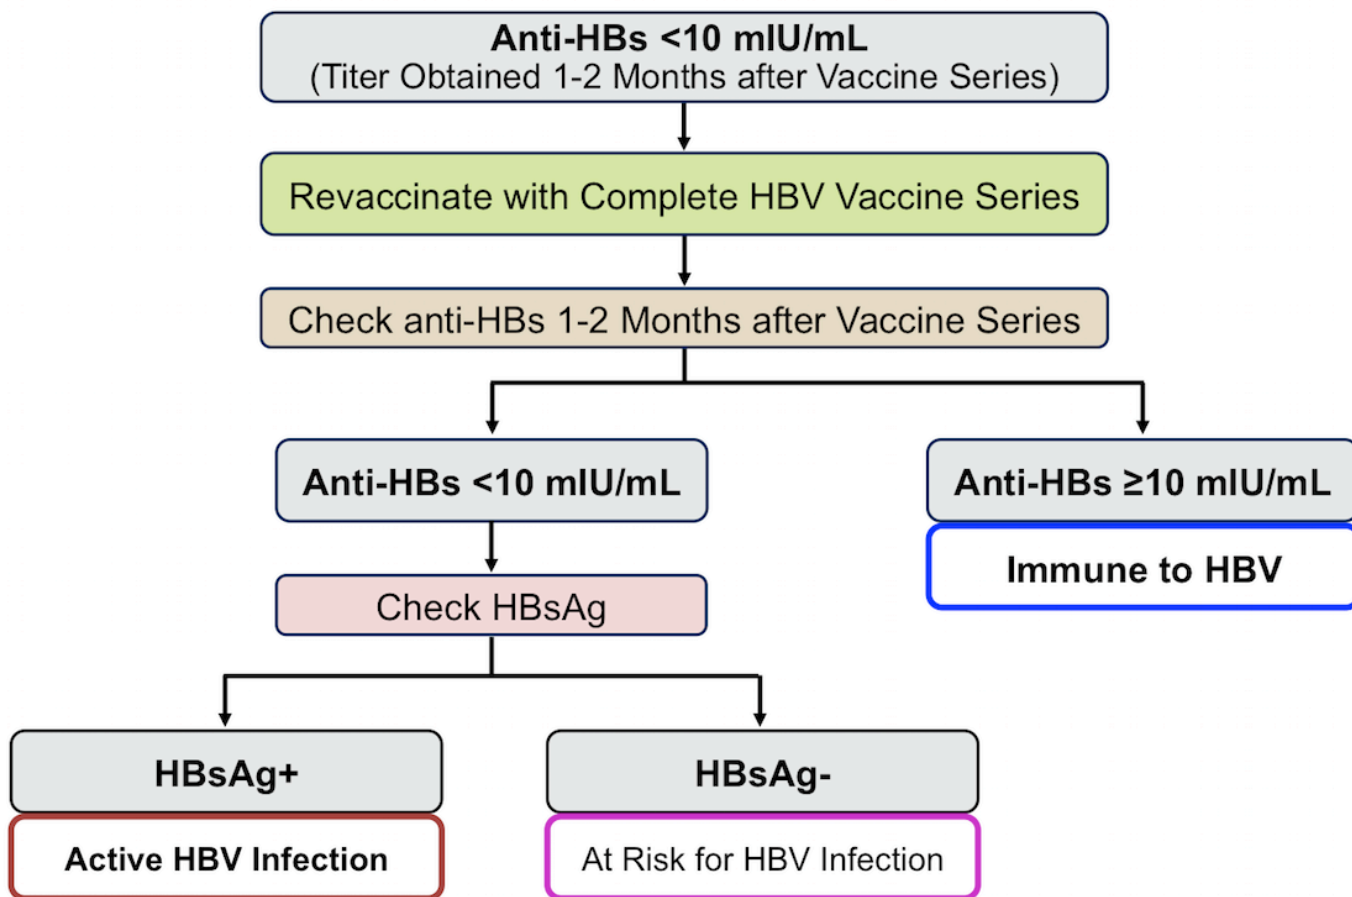 Anti-HBs <10 mIU/mL
(Titer Obtained 1-2 Months after Vaccine Series)
Revaccinate with Complete HBV Vaccine Series
Check anti-HBs 1-2 Months after Vaccine Series
Anti-HBs <10 mIU/mL
Anti-HBs ≥10 mIU/mL
Immune to HBV
Check HBsAg
HBsAg+
HBsAg-
Active HBV Infection
At Risk for HBV Infection